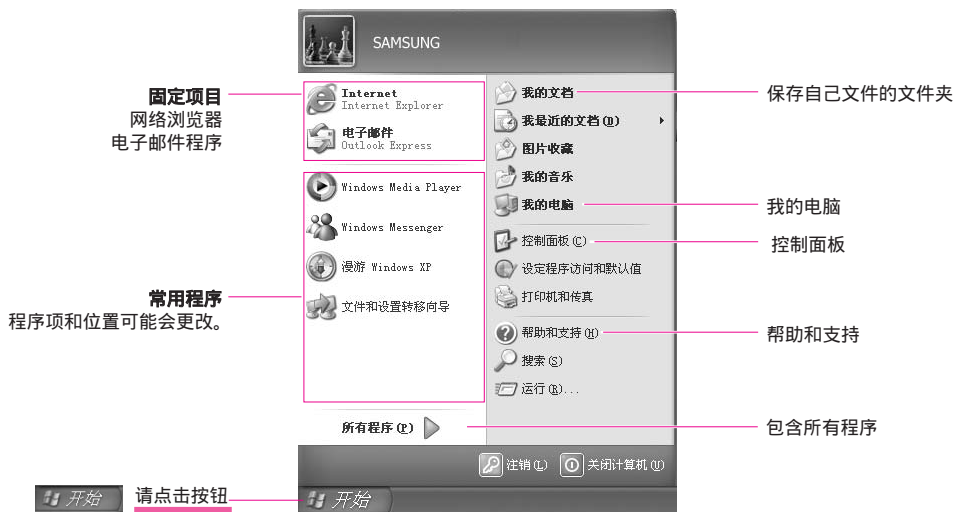 SAMSUNG
固定项目
网络浏览器
电子邮件程序
Internet
Internet Explorer
电子邮件
Outlook Express
Windows Media Player
Windows Messenger
漫游 Windows XP
文件和设置转移向导
常用程序
程序项和位置可能会更改。
所有程序(P)
我的文档
我最近的文档(D)
图片收藏
我的音乐
我的电脑
控制面板(C)
设定程序访问和默认值
打印机和传真
帮助和支持(H)
搜索(S)
运行(R)...
保存自己文件的文件夹
我的电脑
控制面板
帮助和支持
包含所有程序
注销(L)
关闭计算机(U)
开始
请点击按钮
开始